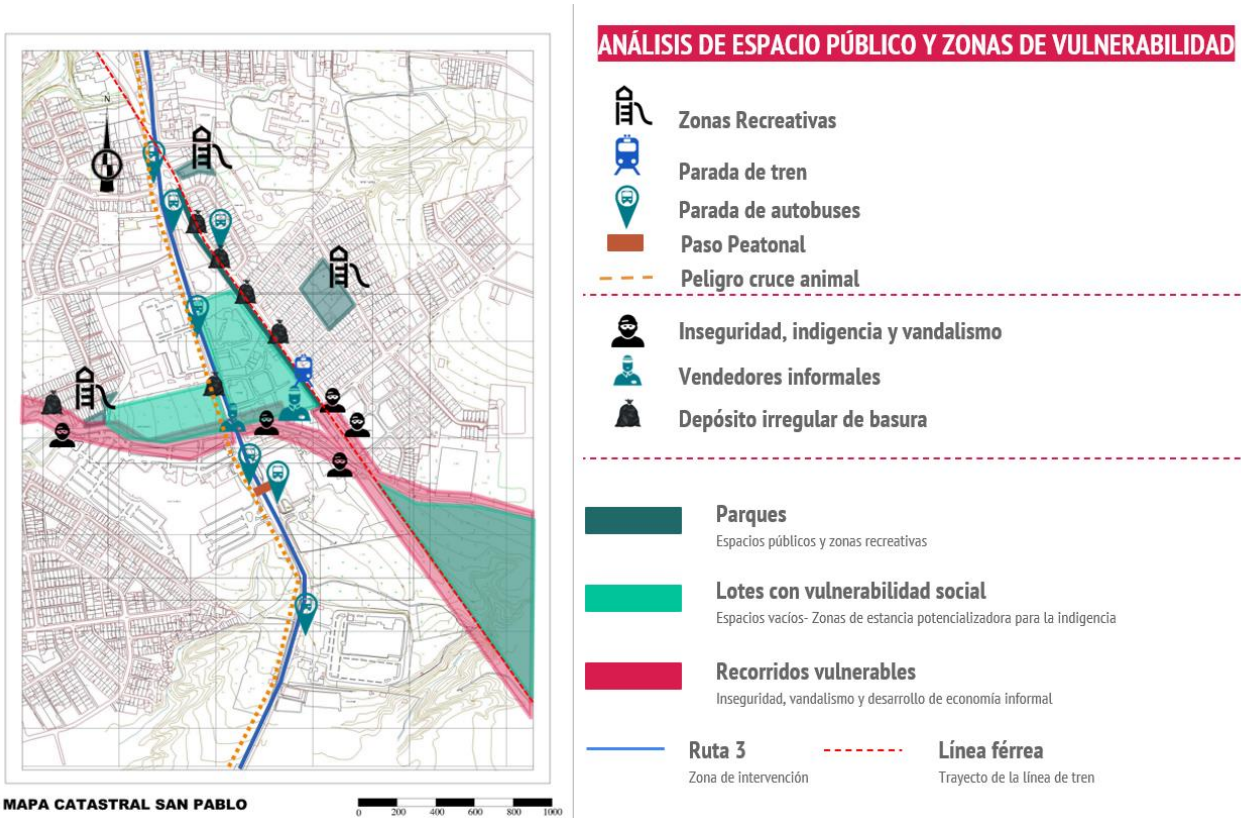 N
MAPA CATASTRAL SAN PABLO
0 200 400 600 800 1000
ANÁLISIS DE ESPACIO PÚBLICO Y ZONAS DE VULNERABILIDAD
Zonas Recreativas
Parada de tren
Parada de autobuses
Paso Peatonal
Peligro cruce animal
Inseguridad, indigencia y vandalismo
Vendedores informales
Depósito irregular de basura
Parques
Espacios públicos y zonas recreativas
Lotes con vulnerabilidad social
Espacios vacíos- Zonas de estancia potencializadora para la indigencia
Recorridos vulnerables
Inseguridad, vandalismo y desarrollo de economía informal
Ruta 3
Zona de intervención
Línea férrea
Trayecto de la línea de tren